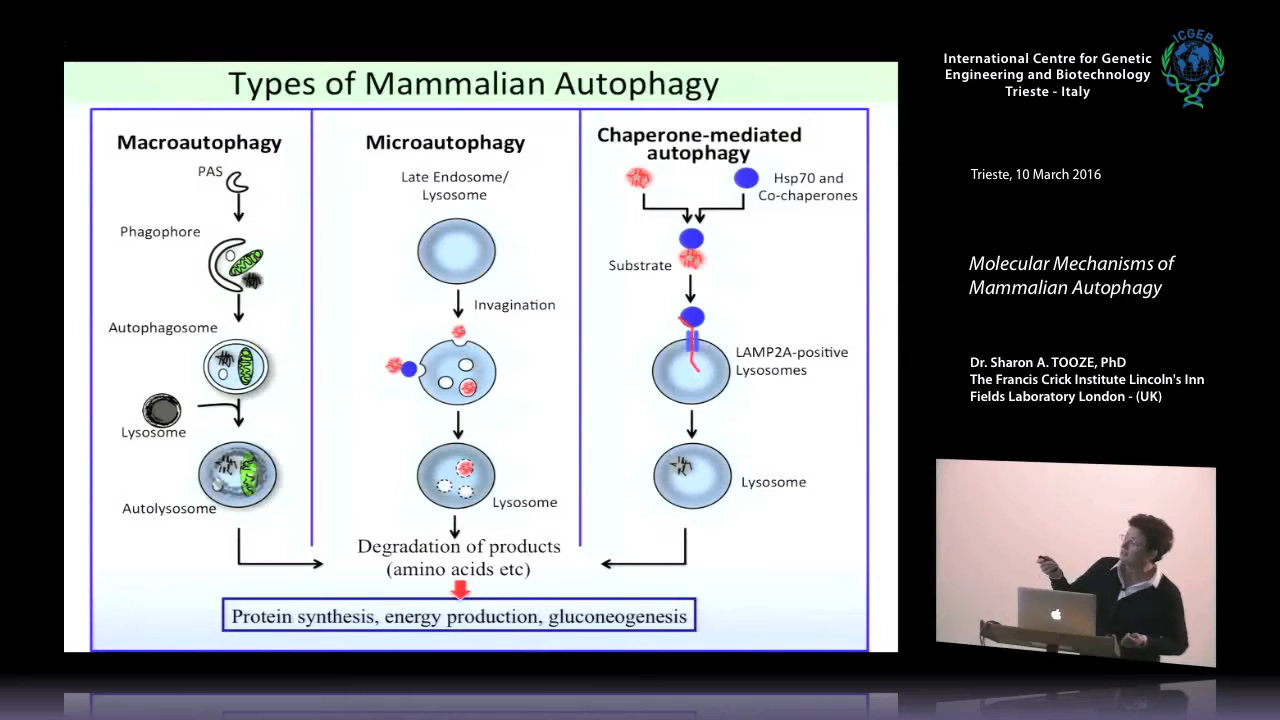 Types of Mammalian Autophagy
Macroautophagy
PAS
Phagophore
Autophagosome
Lysosome
Autolysosome
Microautophagy
Late Endosome/
Lysosome
Invagination
Lysosome
Chaperone-mediated
autophagy
Hsp70 and
Co-chaperones
Substrate
LAMP2A-positive
Lysosomes
Lysosome
Degradation of products
(amino acids etc)
Protein synthesis, energy production, gluconeogenesis
International Centre for Genetic
Engineering and Biotechnology
Trieste - Italy
ICGEB
Trieste, 10 March 2016
Molecular Mechanisms of
Mammalian Autophagy
Dr. Sharon A. TOOZE, PhD
The Francis Crick Institute Lincoln's Inn
Fields Laboratory London - (UK)